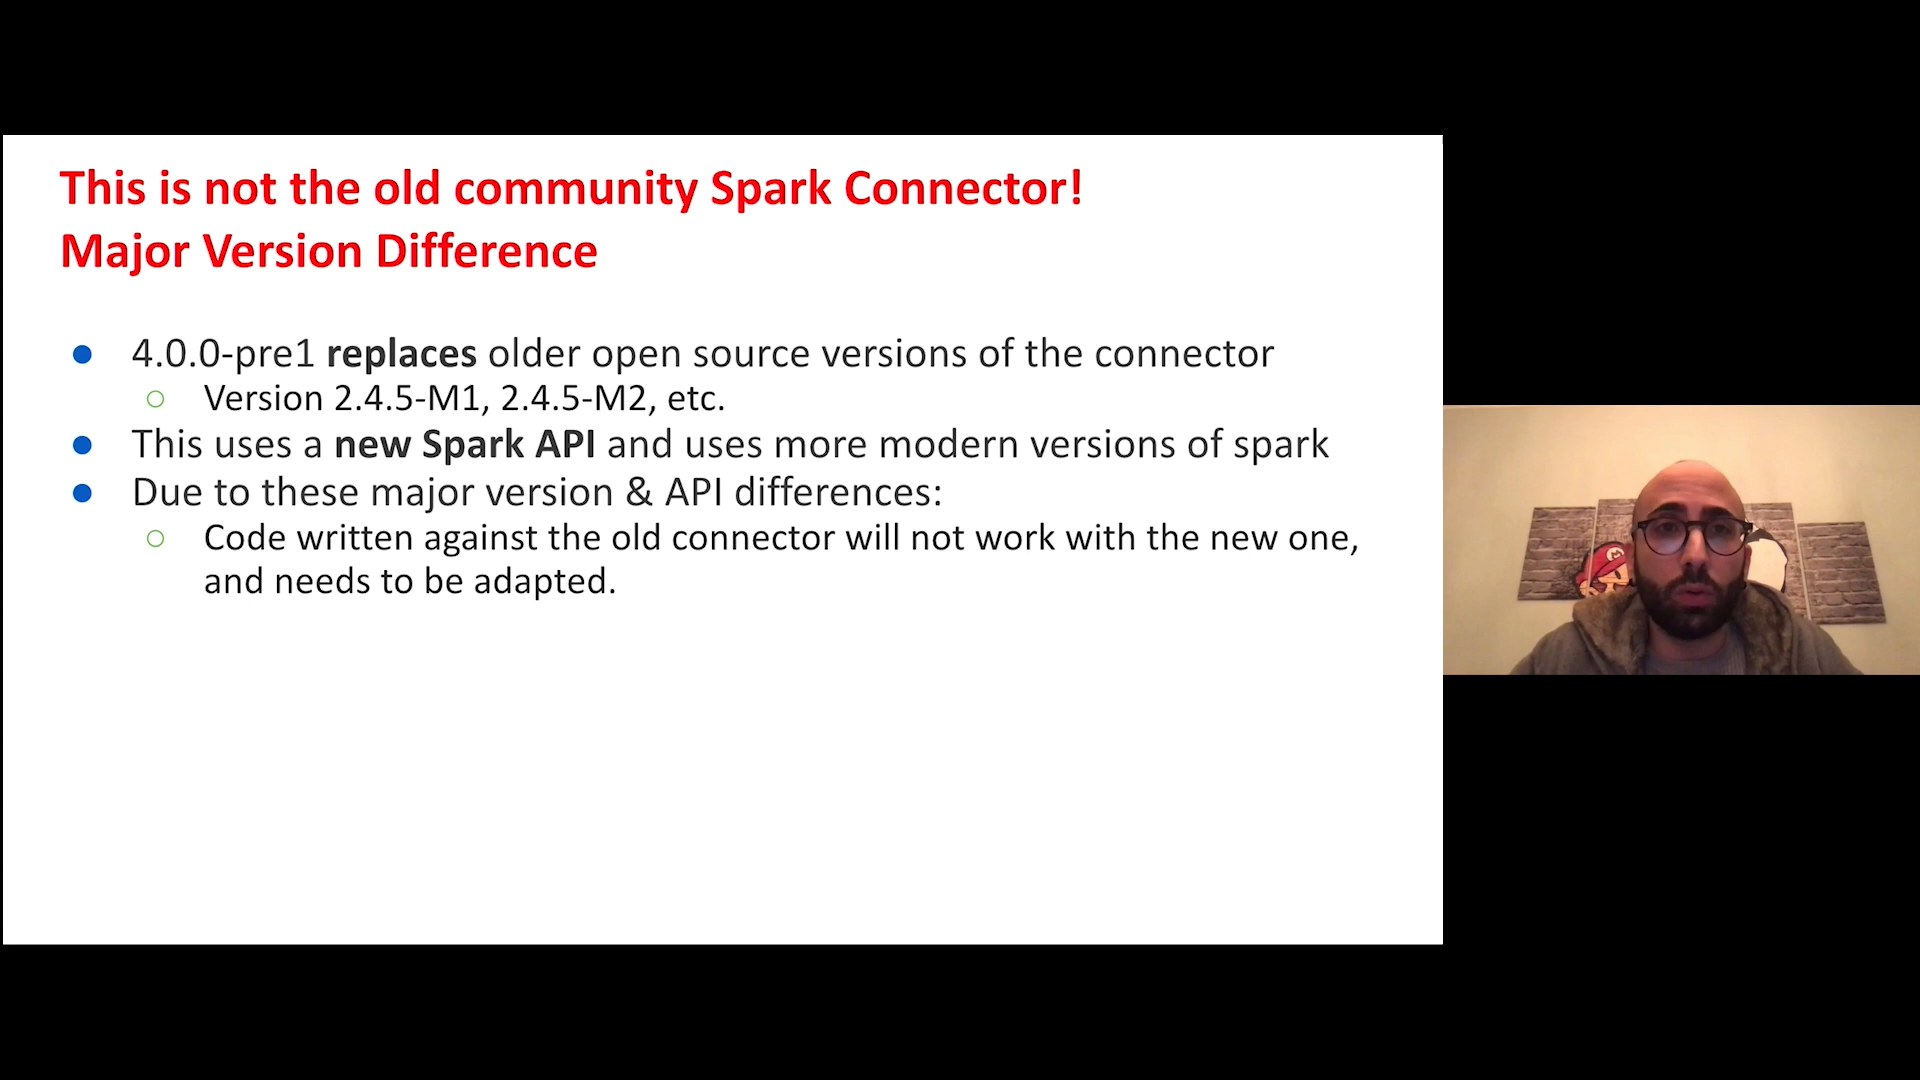 This is not the old community Spark Connector!
Major Version Difference
● 4.0.0-pre1 replaces older open source versions of the connector
○ Version 2.4.5-M1, 2.4.5-M2, etc.
● This uses a new Spark API and uses more modern versions of spark
● Due to these major version & API differences:
○ Code written against the old connector will not work with the new one,
and needs to be adapted.